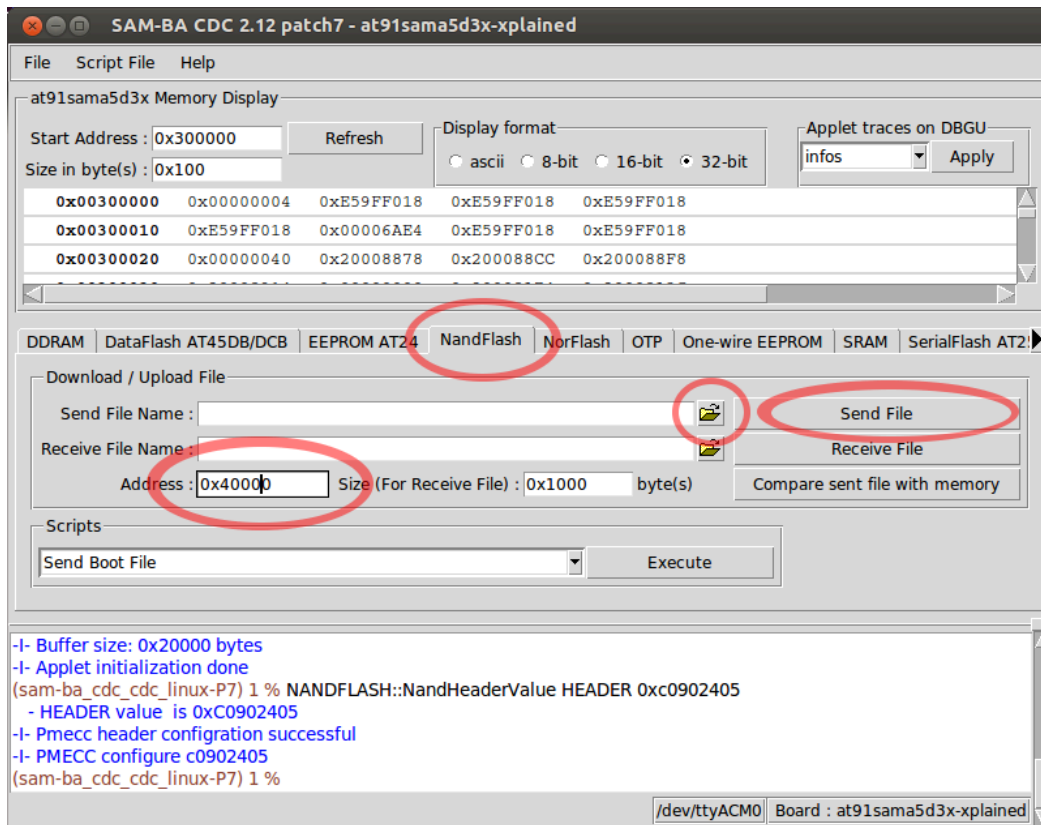 SAM-BA CDC 2.12 patch7 - at91sama5d3x-xplained
File Script File Help
at91sama5d3x Memory Display
Start Address : 0x300000 Refresh
Size in byte(s) : 0x100
Display format
ascii 8-bit 16-bit 32-bit
Applet traces on DBGU
infos Apply
0x00300000 0x00000004 0xE59FF018 0xE59FF018 0xE59FF018
0x00300010 0xE59FF018 0x00006AE4 0xE59FF018 0xE59FF018
0x00300020 0x00000040 0x20008878 0x200088CC 0x200088F8
DDRAM DataFlash AT45DB/DCB EEPROM AT24 NandFlash NorFlash OTP One-wire EEPROM SRAM SerialFlash
Download / Upload File
Send File Name : Send File
Receive File Name : Receive File
Address : 0x40000 Size (For Receive File) : 0x1000 byte(s) Compare sent file with memory
Scripts
Send Boot File Execute
-I- Buffer size: 0x20000 bytes
-I- Applet initialization done
(sam-ba_cdc_cdc_linux-P7) 1 % NANDFLASH::NandHeaderValue HEADER 0xc0902405
- HEADER value is 0xC0902405
-I- Pmecc header configration successful
-I- PMECC configure c0902405
(sam-ba_cdc_cdc_linux-P7) 1 %
/dev/ttyACM0 Board : at91sama5d3x-xplained